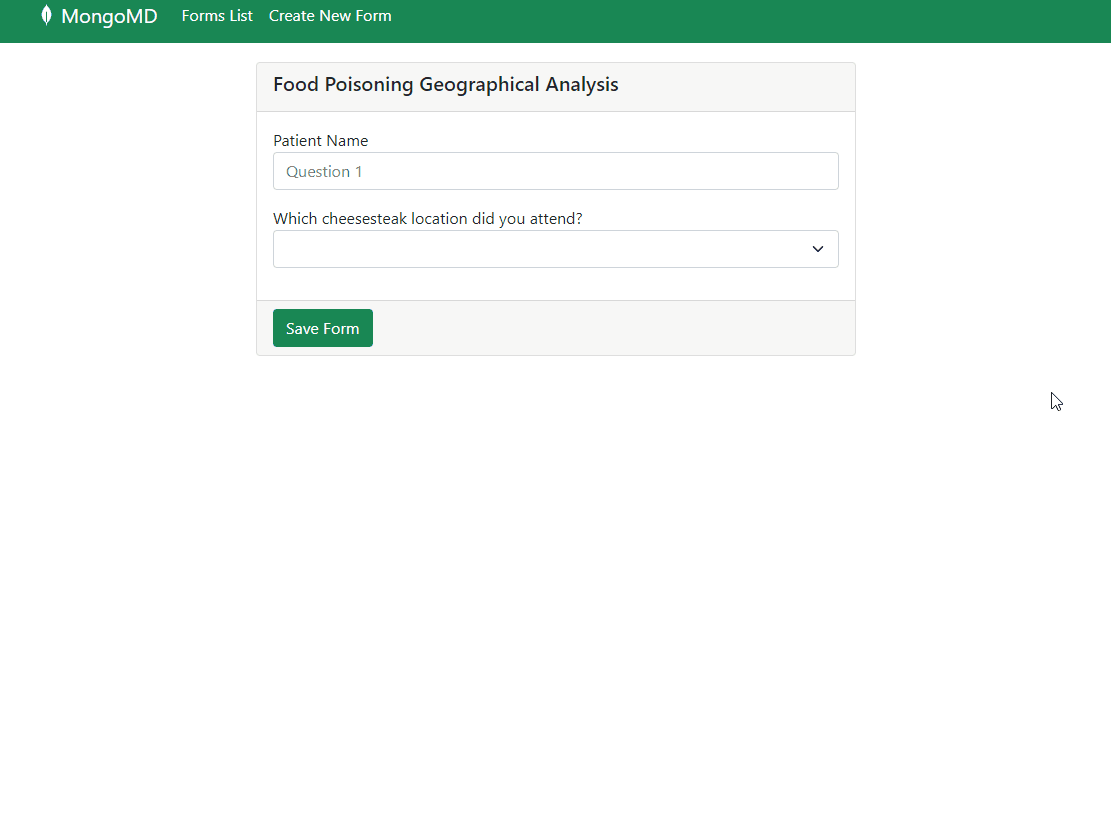 MongoMD Forms List Create New Form
Food Poisoning Geographical Analysis
Patient Name
Question 1
Which cheesesteak location did you attend?
Save Form